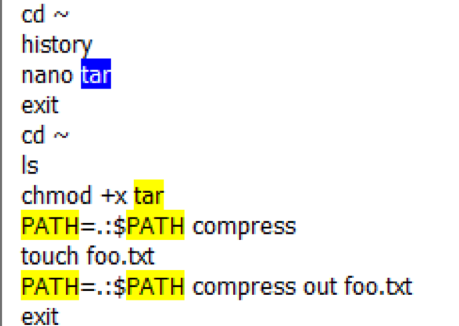 cd ~
history
nano tar
exit
cd ~
ls
chmod +x tar
PATH=.:$PATH compress
touch foo.txt
PATH=.:$PATH compress out foo.txt
exit